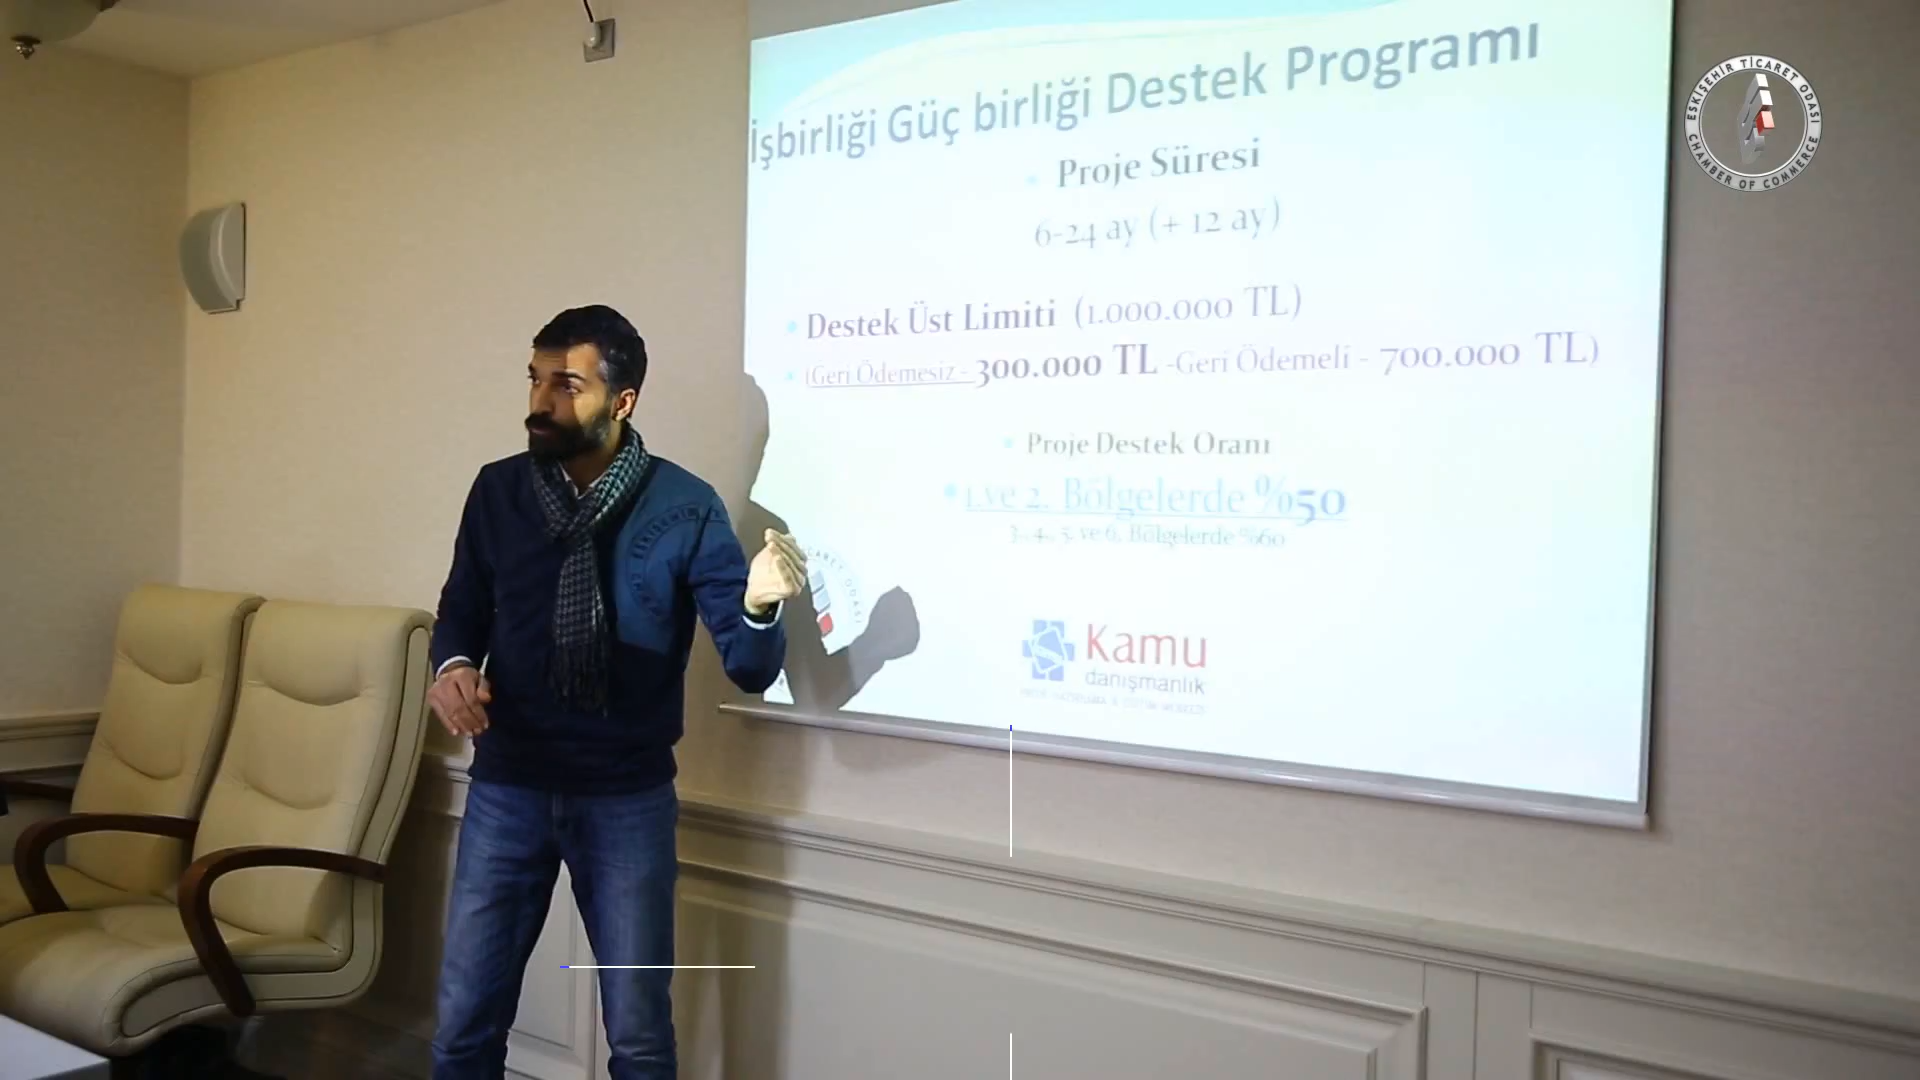 İşbirliği Güç birliği Destek Programı
Proje Süresi
6-24 ay (+ 12 ay)
Destek Üst Limiti (1.000.000 TL)
(Geri Ödemesiz - 300.000 TL -Geri Ödemeli - 700.000 TL)
Proje Destek Oranı
1. ve 2. Bölgelerde %50
3., 4., 5. ve 6. Bölgelerde %60
Kamu
danışmanlık
ESKİŞEHİR TİCARET ODASI
CHAMBER OF COMMERCE